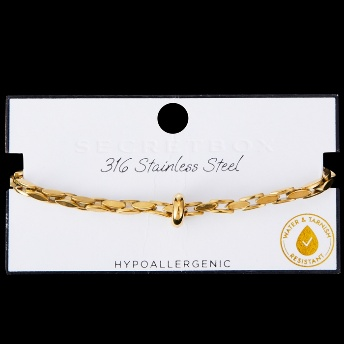 SECRETBOX
316 Stainless Steel
WATER & TARNISH
RESISTANT
HYPOALLERGENIC